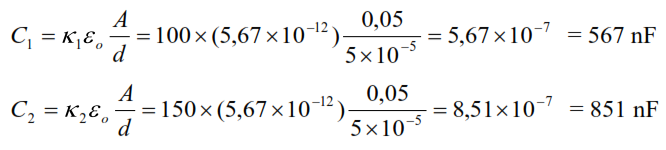 C₁ = κ₁ε₀ A/d = 100×(5,67×10⁻¹²) 0,05/5×10⁻⁵ = 5,67×10⁻⁷ = 567 nF
C₂ = κ₂ε₀ A/d = 150×(5,67×10⁻¹²) 0,05/5×10⁻⁵ = 8,51×10⁻⁷ = 851 nF